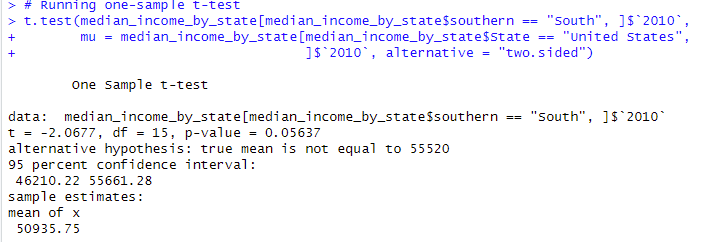 > # Running one-sample t-test
> t.test(median_income_by_state[median_income_by_state$southern == "South", ]$`2010`,
+ mu = median_income_by_state[median_income_by_state$State == "United States",
+ ]$`2010`, alternative = "two.sided")
One Sample t-test
data: median_income_by_state[median_income_by_state$southern == "South", ]$`2010`
t = -2.0677, df = 15, p-value = 0.05637
alternative hypothesis: true mean is not equal to 55520
95 percent confidence interval:
46210.22 55661.28
sample estimates:
mean of x
50935.75